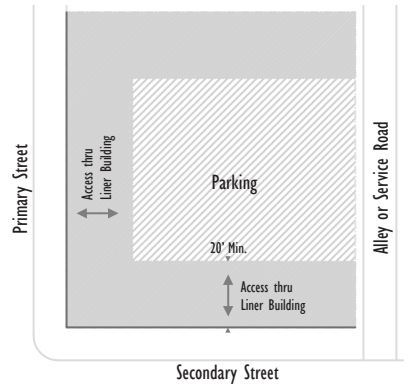 Primary Street
Access thru
Liner Building
Parking
Alley or Service Road
20' Min.
Access thru
Liner Building
Secondary Street